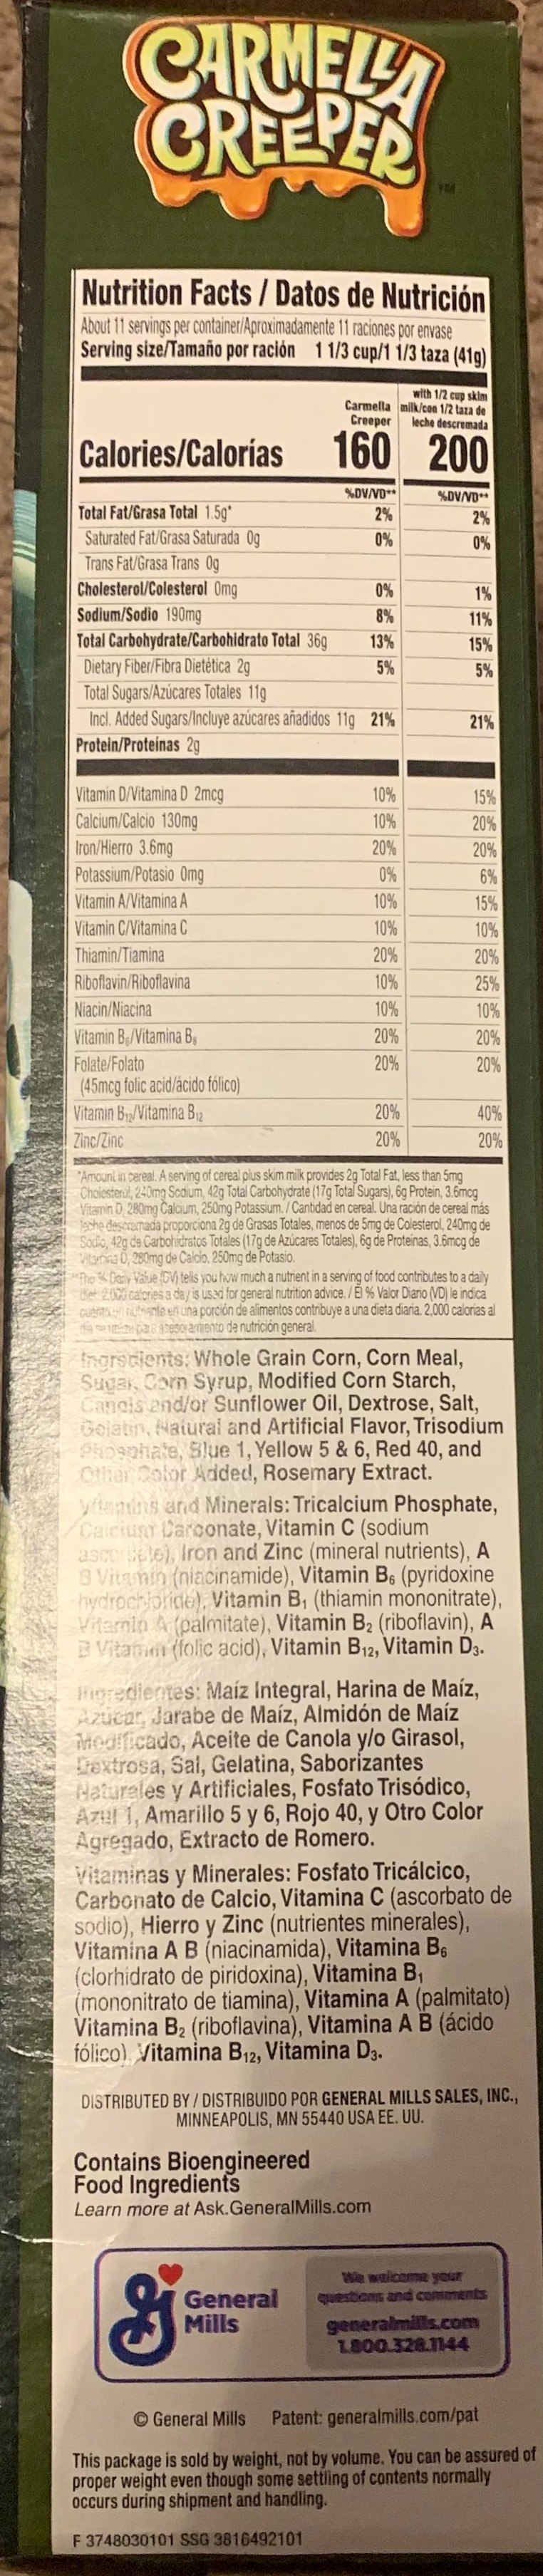 CARMELLA
CREEPER
TM
Nutrition Facts / Datos de Nutrición
About 11 servings per container/Aproximadamente 11 raciones por envase
Serving size/Tamaño por ración 1 1/3 cup/1 1/3 taza (41g)
Carmella Creeper
with 1/2 cup skim milk/con 1/2 taza de leche descremada
Calories/Calorías 160 200
%DV/VD** %DV/VD**
Total Fat/Grasa Total 1.5g* 2% 2%
Saturated Fat/Grasa Saturada 0g 0% 0%
Trans Fat/Grasa Trans 0g
Cholesterol/Colesterol 0mg 0% 1%
Sodium/Sodio 190mg 8% 11%
Total Carbohydrate/Carbohidrato Total 36g 13% 15%
Dietary Fiber/Fibra Dietética 2g 5% 5%
Total Sugars/Azúcares Totales 11g
Incl. Added Sugars/Incluye azúcares añadidos 11g 21% 21%
Protein/Proteínas 2g
Vitamin D/Vitamina D 2mcg 10% 15%
Calcium/Calcio 130mg 10% 20%
Iron/Hierro 3.6mg 20% 20%
Potassium/Potasio 0mg 0% 6%
Vitamin A/Vitamina A 10% 15%
Vitamin C/Vitamina C 10% 10%
Thiamin/Tiamina 20% 20%
Riboflavin/Riboflavina 10% 25%
Niacin/Niacina 10% 10%
Vitamin B6/Vitamina B6 20% 20%
Folate/Folato 20% 20%
(45mcg folic acid/ácido fólico)
Vitamin B12/Vitamina B12 20% 40%
Zinc/Zinc 20% 20%
*Amount in cereal. A serving of cereal plus skim milk provides 2g Total Fat, less than 5mg
Cholesterol, 240mg Sodium, 42g Total Carbohydrate (17g Total Sugars), 6g Protein, 3.6mcg
Vitamin D, 280mg Calcium, 250mg Potassium. / Cantidad en cereal. Una ración de cereal más
leche descremada proporciona 2g de Grasas Totales, menos de 5mg de Colesterol, 240mg de
Sodio, 42g de Carbohidratos Totales (17g de Azúcares Totales), 6g de Proteínas, 3.6mcg de
Vitamina D, 280mg de Calcio, 250mg de Potasio.
**The % Daily Value (DV) tells you how much a nutrient in a serving of food contributes to a daily
diet. 2,000 calories a day is used for general nutrition advice. / El % Valor Diario (VD) le indica
cuánto un nutriente en una porción de alimentos contribuye a una dieta diaria. 2,000 calorías al
día para asesoramiento de nutrición general.
Ingredients: Whole Grain Corn, Corn Meal,
Sugar, Corn Syrup, Modified Corn Starch,
Canola and/or Sunflower Oil, Dextrose, Salt,
Gelatin, Natural and Artificial Flavor, Trisodium
Phosphate, Blue 1, Yellow 5 & 6, Red 40, and
Other Color Added, Rosemary Extract.
Vitamins and Minerals: Tricalcium Phosphate,
Calcium Carbonate, Vitamin C (sodium
ascorbate), Iron and Zinc (mineral nutrients), A
B Vitamin (niacinamide), Vitamin B6 (pyridoxine
hydrochloride), Vitamin B1 (thiamin mononitrate),
Vitamin A (palmitate), Vitamin B2 (riboflavin), A
B Vitamin (folic acid), Vitamin B12, Vitamin D3.
Ingredientes: Maíz Integral, Harina de Maíz,
Azúcar, Jarabe de Maíz, Almidón de Maíz
Modificado, Aceite de Canola y/o Girasol,
Dextrosa, Sal, Gelatina, Saborizantes
Naturales y Artificiales, Fosfato Trisódico,
Azul 1, Amarillo 5 y 6, Rojo 40, y Otro Color
Agregado, Extracto de Romero.
Vitaminas y Minerales: Fosfato Tricálcico,
Carbonato de Calcio, Vitamina C (ascorbato de
sodio), Hierro y Zinc (nutrientes minerales),
Vitamina A B (niacinamida), Vitamina B6
(clorhidrato de piridoxina), Vitamina B1
(mononitrato de tiamina), Vitamina A (palmitato)
Vitamina B2 (riboflavina), Vitamina A B (ácido
fólico), Vitamina B12, Vitamina D3.
DISTRIBUTED BY / DISTRIBUIDO POR GENERAL MILLS SALES, INC.,
MINNEAPOLIS, MN 55440 USA EE. UU.
Contains Bioengineered
Food Ingredients
Learn more at Ask.GeneralMills.com
G
General
Mills
We welcome your
questions and comments
generalmills.com
1.800.328.1144
© General Mills Patent: generalmills.com/pat
This package is sold by weight, not by volume. You can be assured of
proper weight even though some settling of contents normally
occurs during shipment and handling.
F 3748030101 SSG 3816492101